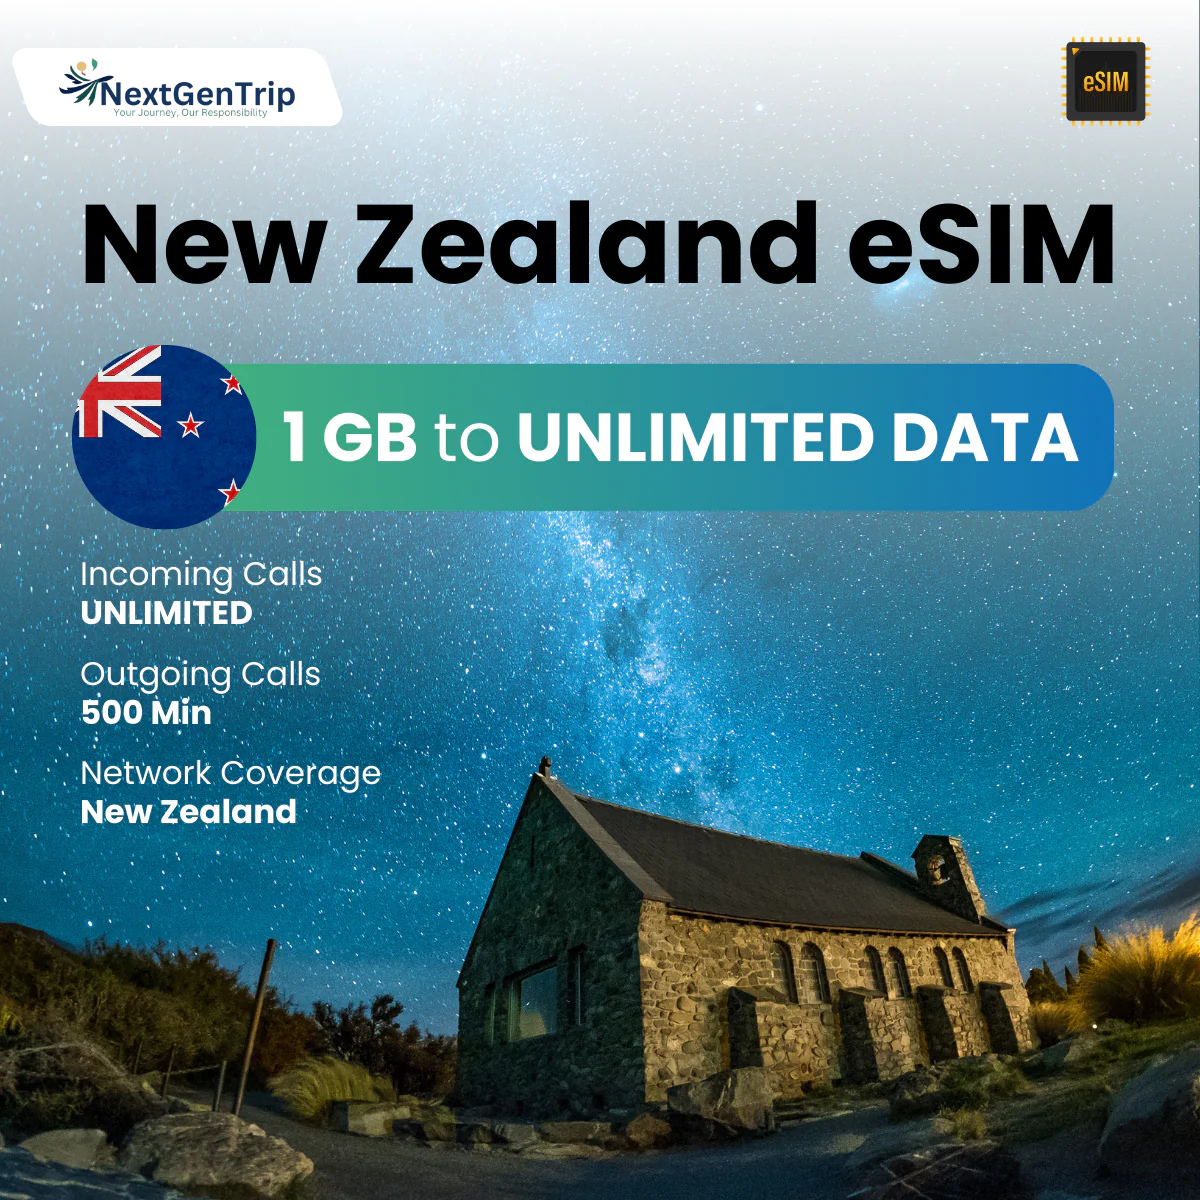 NextGenTrip
Your Journey, Our Responsibility
eSIM
New Zealand eSIM
1 GB to UNLIMITED DATA
Incoming Calls
UNLIMITED
Outgoing Calls
500 Min
Network Coverage
New Zealand